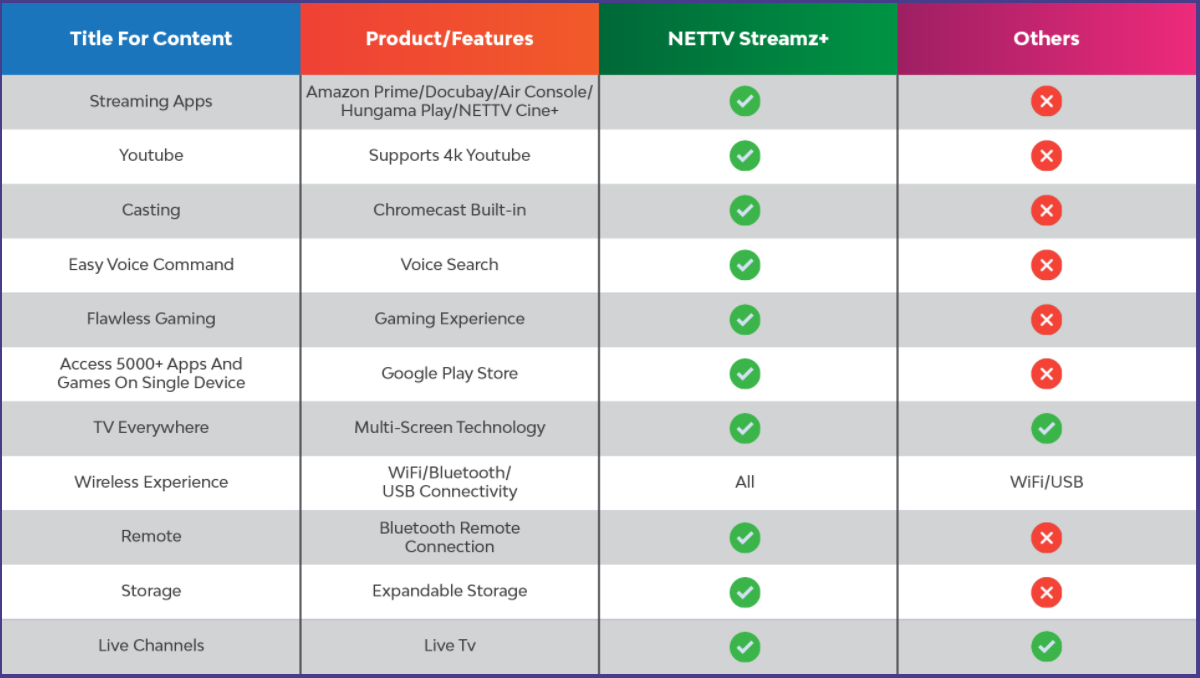 Title For Content
Product/Features
NETTV Streamz+
Others
Streaming Apps
Amazon Prime/Docubay/Air Console/
Hungama Play/NETTV Cine+
Youtube
Supports 4k Youtube
Casting
Chromecast Built-in
Easy Voice Command
Voice Search
Flawless Gaming
Gaming Experience
Access 5000+ Apps And
Games On Single Device
Google Play Store
TV Everywhere
Multi-Screen Technology
Wireless Experience
WiFi/Bluetooth/
USB Connectivity
All
WiFi/USB
Remote
Bluetooth Remote
Connection
Storage
Expandable Storage
Live Channels
Live Tv